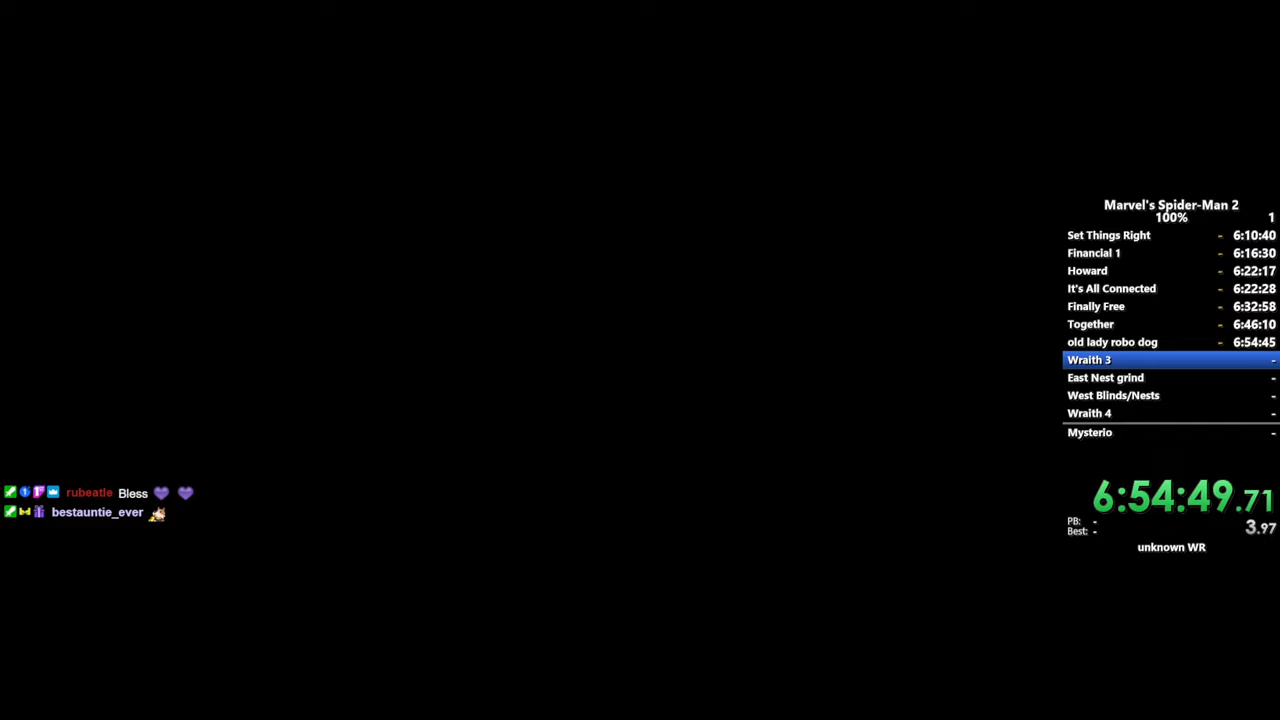 Marvel's Spider-Man 2
100% 1
Set Things Right - 6:10:40
Financial 1 - 6:16:30
Howard - 6:22:17
It's All Connected - 6:22:28
Finally Free - 6:32:58
Together - 6:46:10
old lady robo dog - 6:54:45
Wraith 3 -
East Nest grind -
West Blinds/Nests -
Wraith 4 -
Mysterio -
rubeatle Bless
bestauntie_ever
6:54:49.71
PB: -
Best: - 3.97
unknown WR